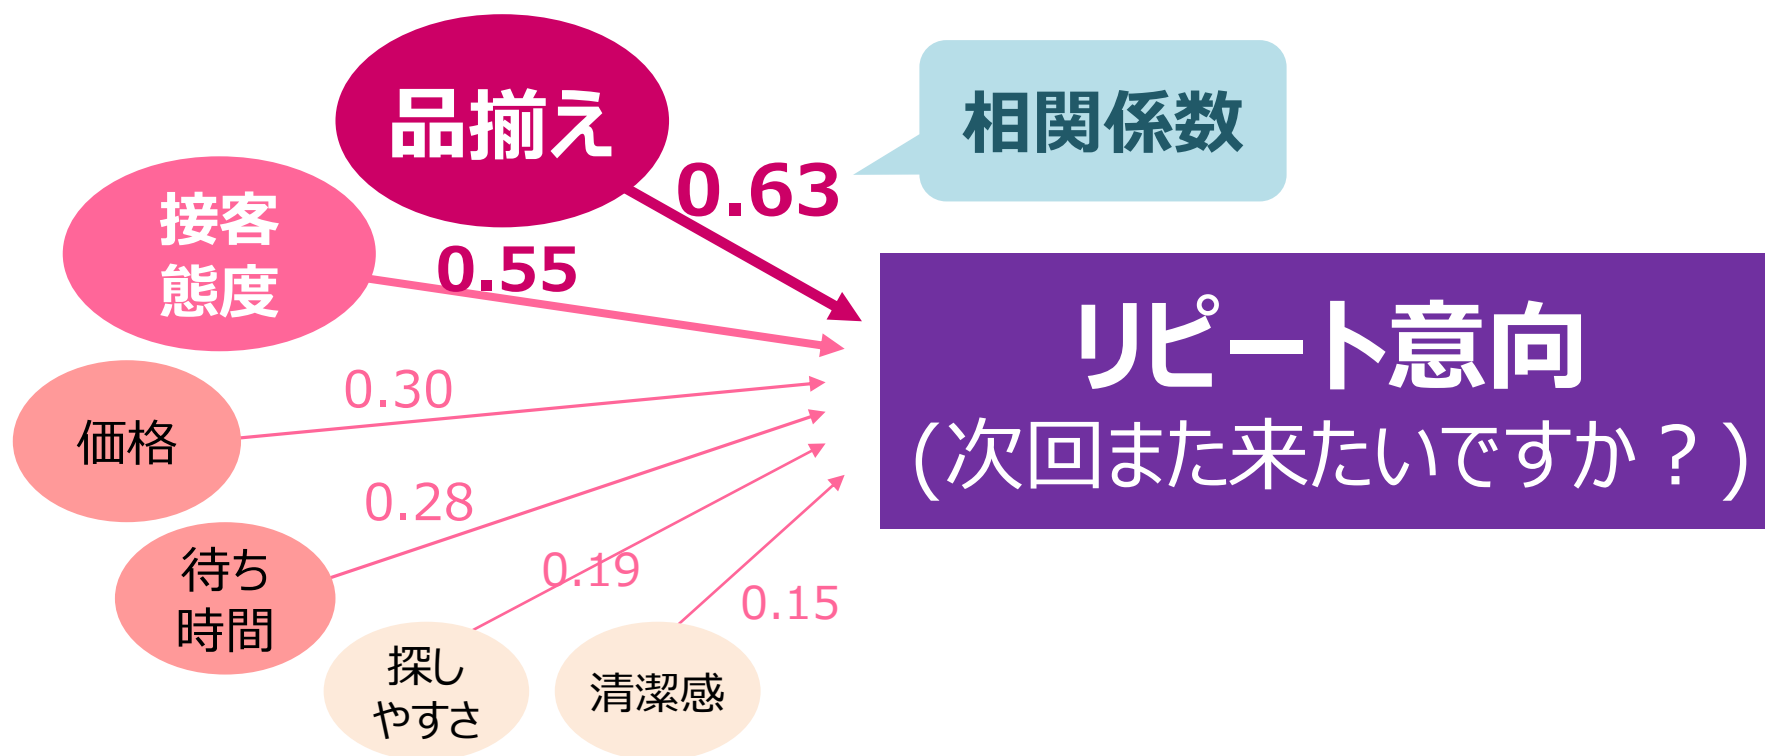 品揃え
相関係数
0.63
接客
態度
0.55
リピート意向
(次回また来たいですか？)
価格
0.30
待ち
時間
0.28
探し
やすさ
0.19
清潔感
0.15